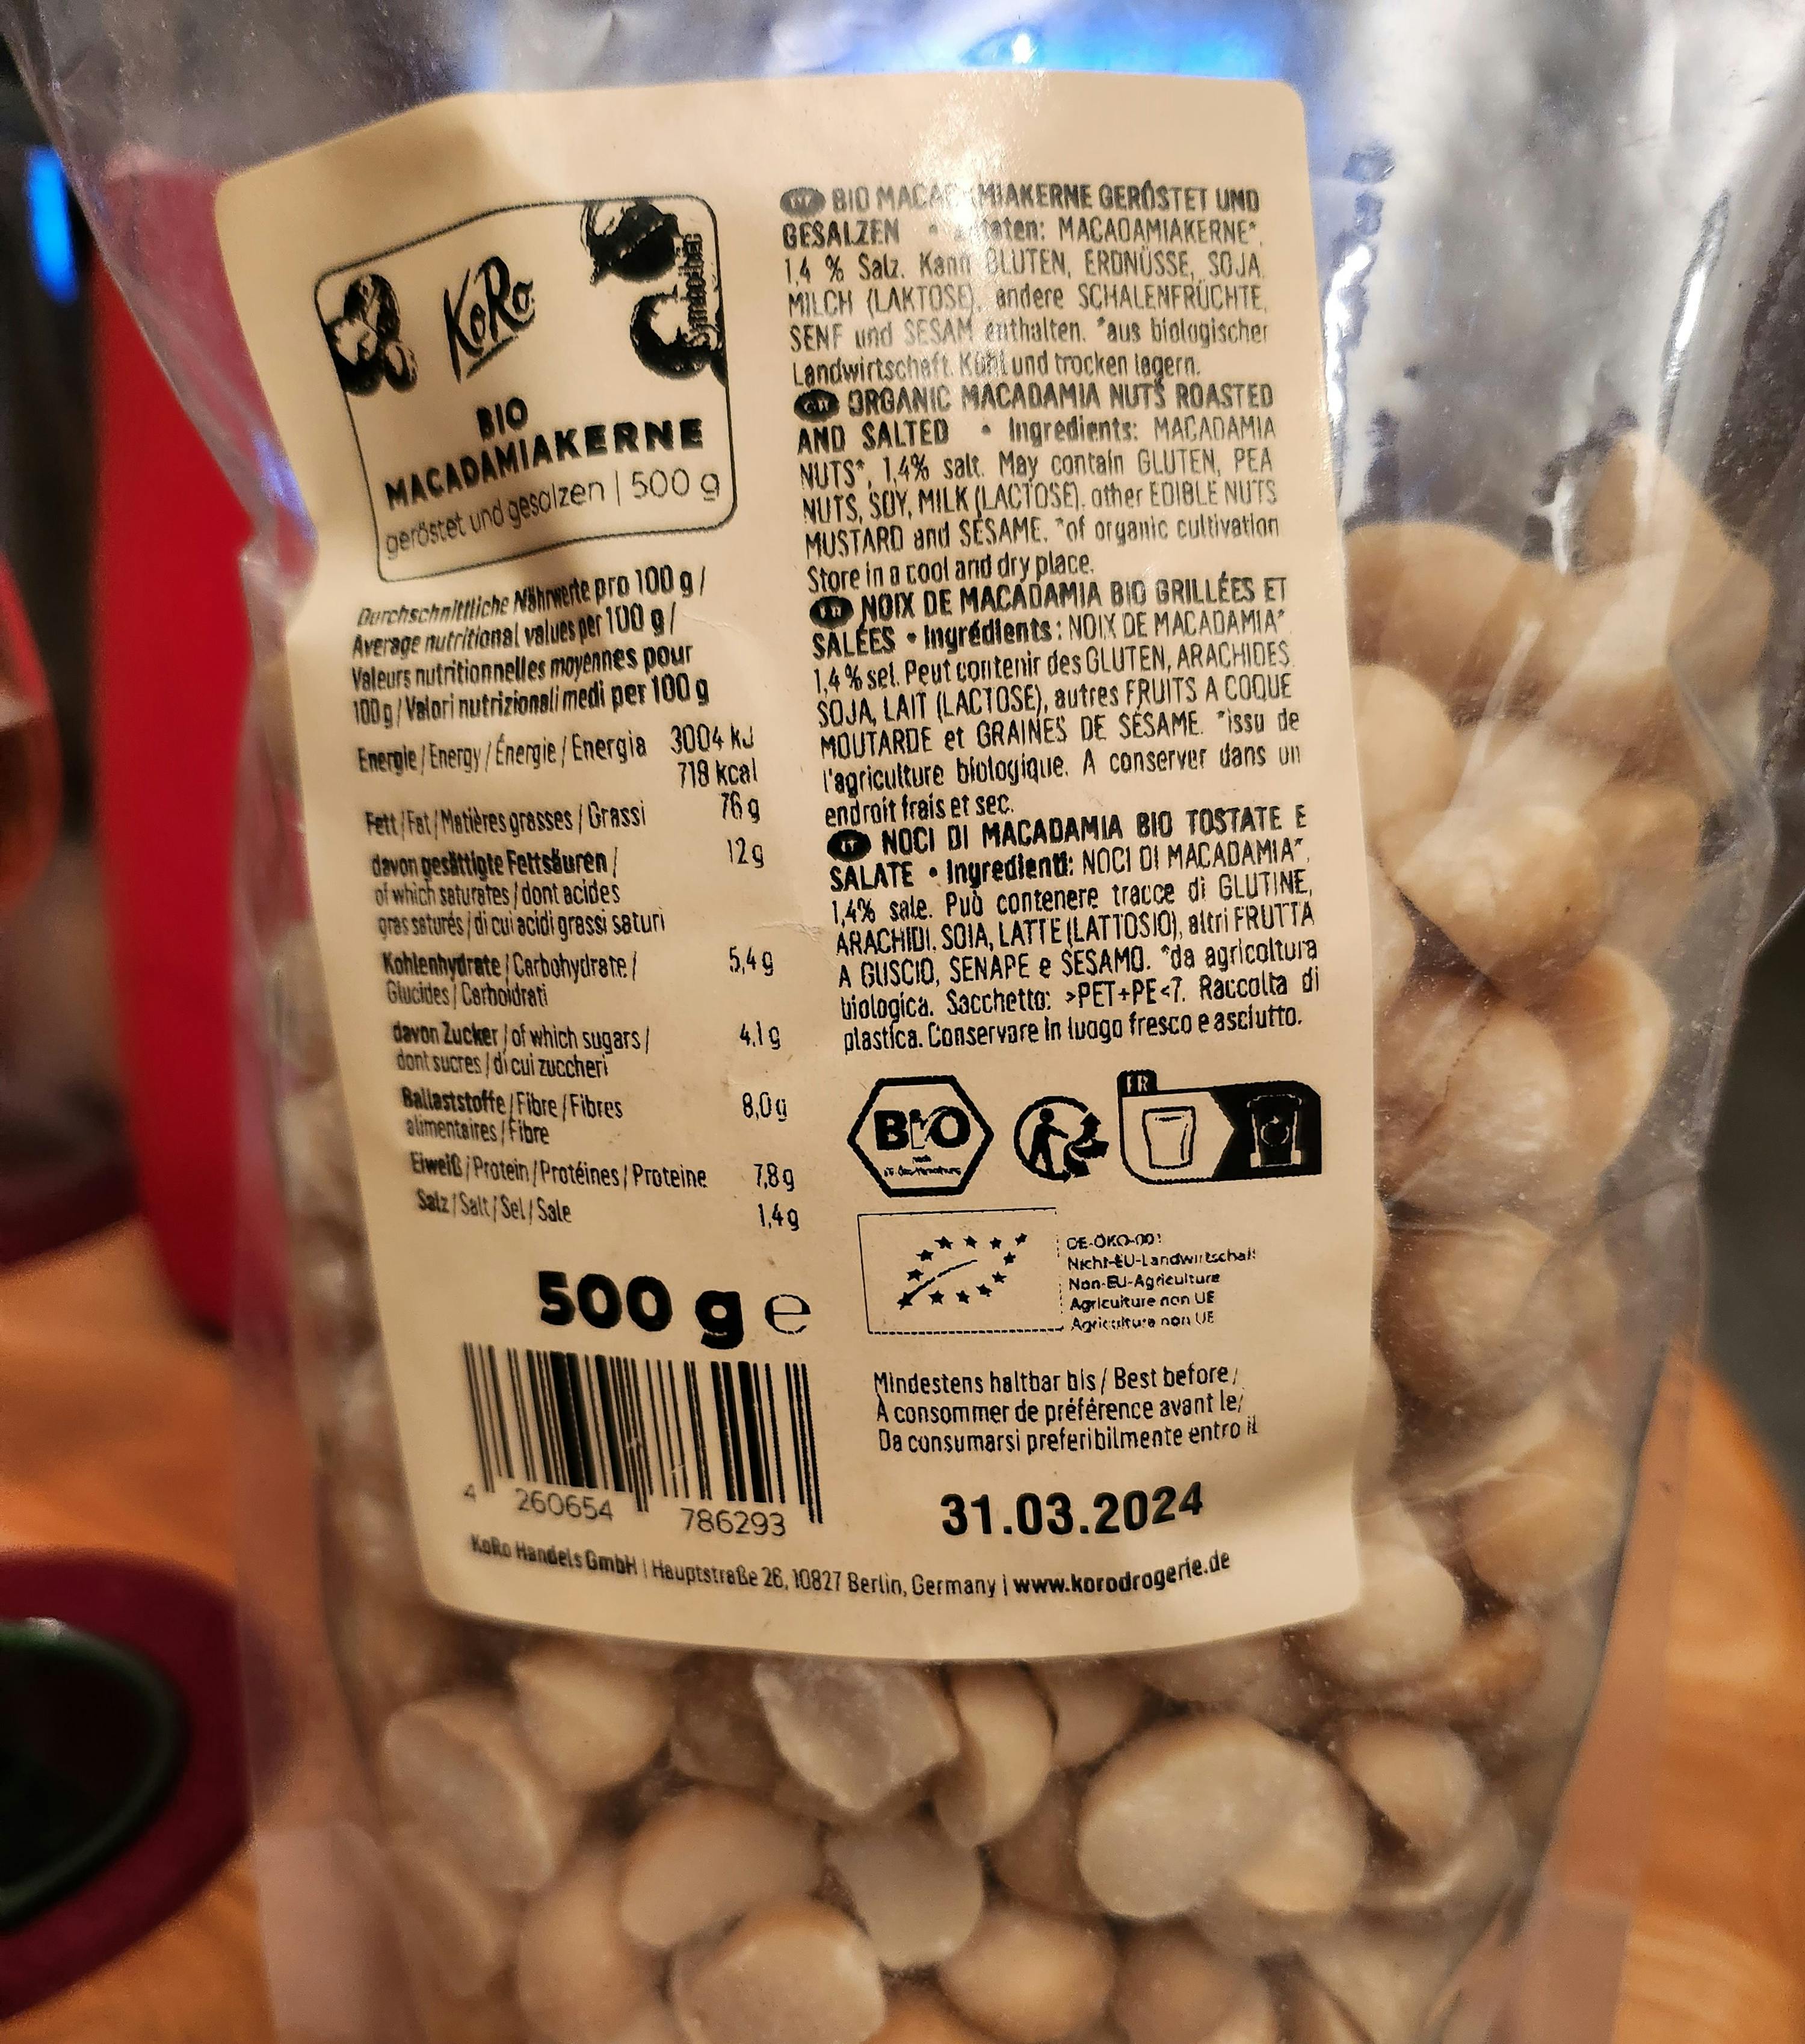 KoRo
BIO
MACADAMIAKERNE
geröstet und gesalzen | 500 g
Durchschnittliche Nährwerte pro 100 g /
Average nutritional values per 100 g /
Valeurs nutritionnelles moyennes pour
100 g / Valori nutrizionali medi per 100 g
Energie / Energy / Énergie / Energia 3004 kJ
718 kcal
Fett / Fat / Matières grasses / Grassi 76 g
davon gesättigte Fettsäuren / 12 g
of which saturates / dont acides
gras saturés / di cui acidi grassi saturi
Kohlenhydrate / Carbohydrate / 5,4 g
Glucides / Carboidrati
davon Zucker / of which sugars / 4,1 g
dont sucres / di cui zuccheri
Ballaststoffe / Fibre / Fibres 8,0 g
alimentaires / Fibre
Eiweiß / Protein / Protéines / Proteine 7,8 g
Salz / Salt / Sel / Sale 1,4 g
500 g e
4 260654 786293
BIO MACADAMIAKERNE GERÖSTET UND
GESALZEN • MACADAMIAKERNE*,
1,4 % Salz. Kann GLUTEN, ERDNÜSSE, SOJA,
MILCH (LAKTOSE), andere SCHALENFRÜCHTE,
SENF und SESAM enthalten. *aus biologischer
Landwirtschaft. Kühl und trocken lagern.
ORGANIC MACADAMIA NUTS ROASTED
AND SALTED • Ingredients: MACADAMIA
NUTS*, 1,4% salt. May contain GLUTEN, PEA
NUTS, SOY, MILK (LACTOSE), other EDIBLE NUTS
MUSTARD and SESAME. *of organic cultivation
Store in a cool and dry place.
NOIX DE MACADAMIA BIO GRILLÉES ET
SALÉES • Ingrédients : NOIX DE MACADAMIA*
1,4 % sel. Peut contenir des GLUTEN, ARACHIDES
SOJA, LAIT (LACTOSE), autres FRUITS A COQUE
MOUTARDE et GRAINES DE SÉSAME. *issu de
l'agriculture biologique. A conserver dans un
endroit frais et sec.
IT NOCI DI MACADAMIA BIO TOSTATE E
SALATE • Ingredienti: NOCI DI MACADAMIA*,
1,4% sale. Può contenere tracce di GLUTINE,
ARACHIDI, SOIA, LATTE (LATTOSIO), altri FRUTTA
A GUSCIO, SENAPE e SESAMO. *da agricoltura
biologica. Sacchetto: >PET+PE<7. Raccolta di
plastica. Conservare in luogo fresco e asciutto.
BIO
FR
DE-ÖKO-001
Nicht-EU-Landwirtschaft
Non-EU-Agriculture
Agriculture non UE
Agricoltura non UE
Mindestens haltbar bis / Best before /
À consommer de préférence avant le/
Da consumarsi preferibilmente entro il
31.03.2024
KoRo Handels GmbH | Hauptstraße 26, 10827 Berlin, Germany | www.korodrogerie.de